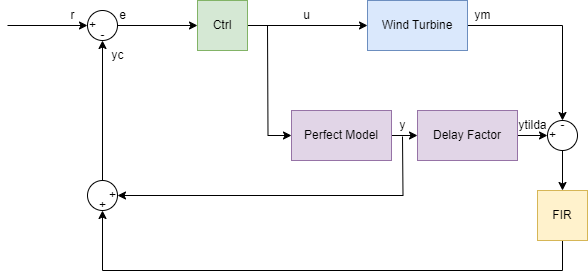 r
+
-
e
Ctrl
u
Wind Turbine
ym
yc
Perfect Model
y
Delay Factor
ytilda
-
+
+
+
FIR